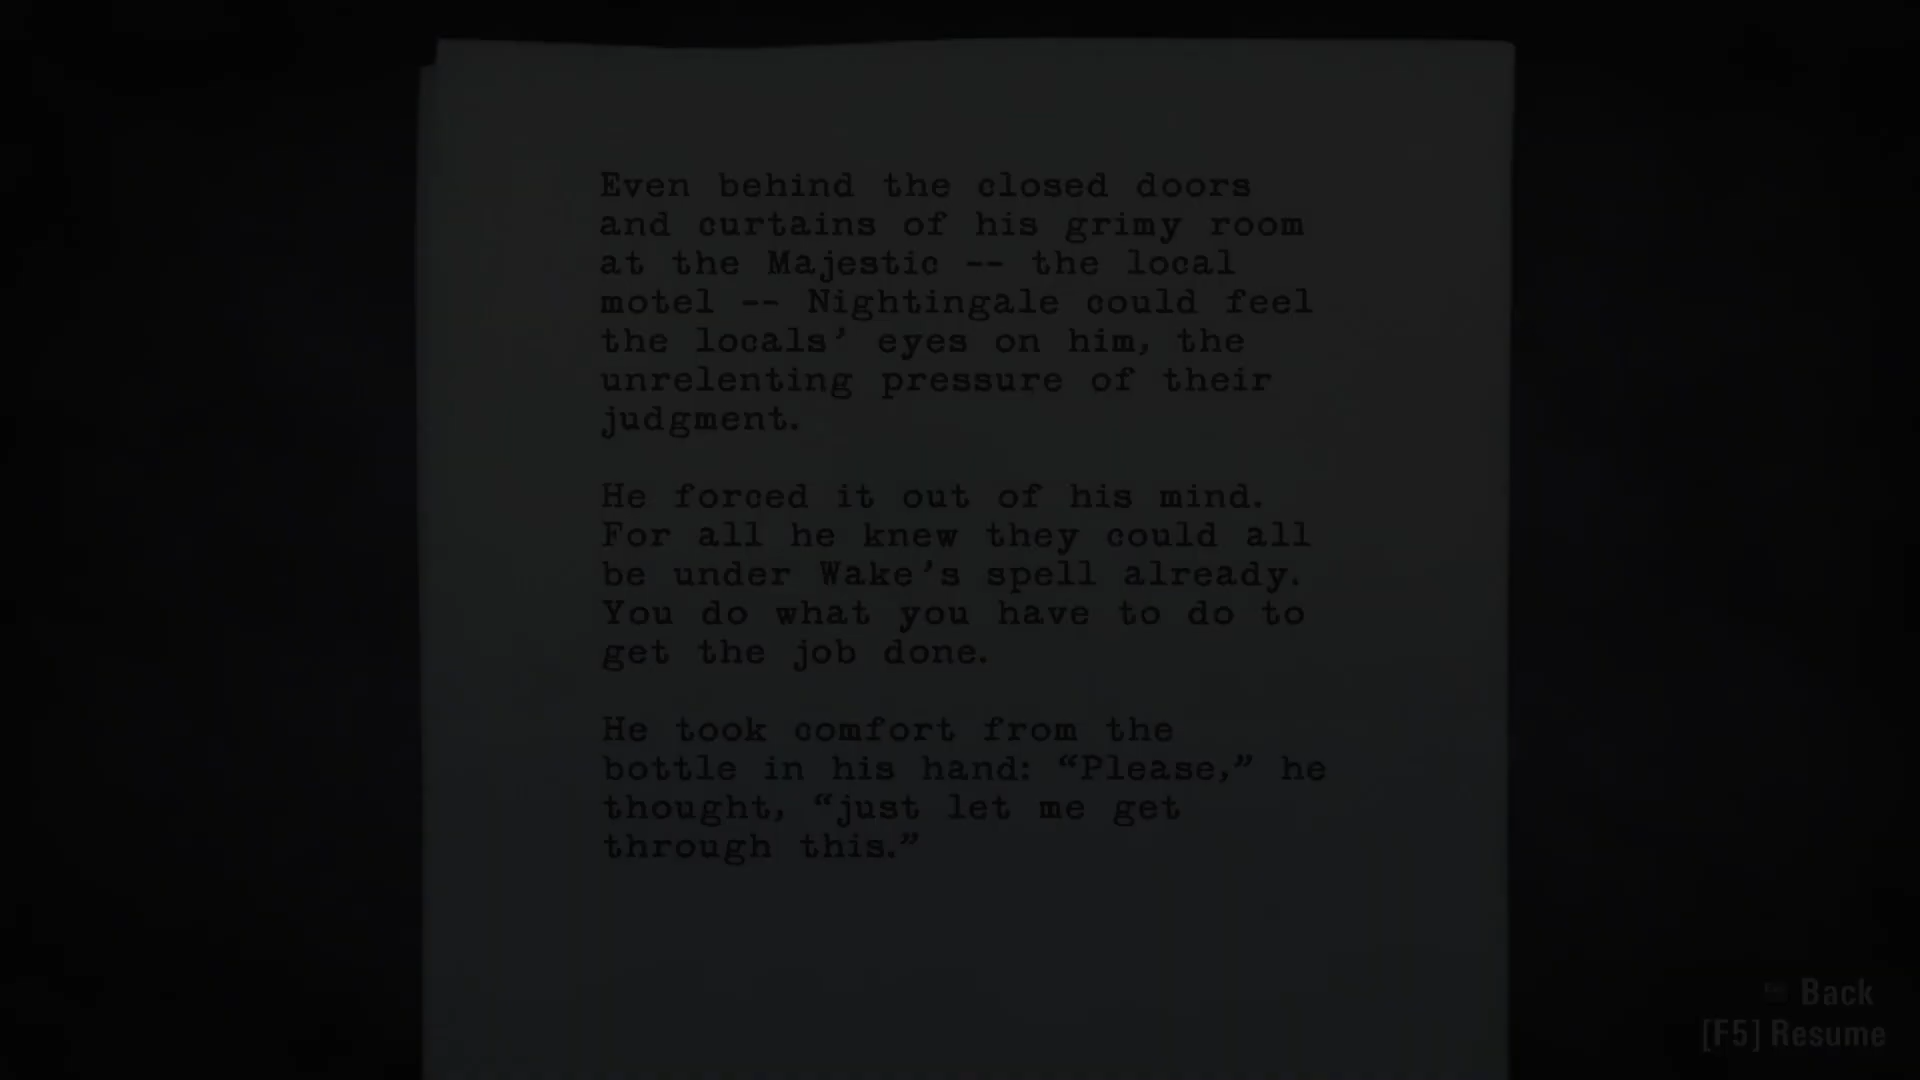 Even behind the closed doors
and curtains of his grimy room
at the Majestic -- the local
motel -- Nightingale could feel
the locals’ eyes on him, the
unrelenting pressure of their
judgment.
He forced it out of his mind.
For all he knew they could all
be under Wake’s spell already.
You do what you have to do to
get the job done.
He took comfort from the
bottle in his hand: “Please,” he
thought, “just let me get
through this.”
Back
[F5] Resume